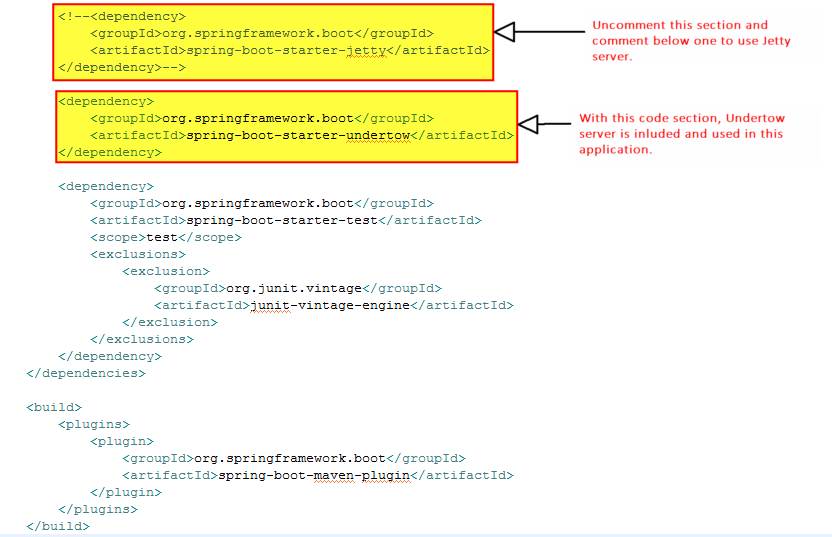 <!--<dependency>
<groupId>org.springframework.boot</groupId>
<artifactId>spring-boot-starter-jetty</artifactId>
</dependency>-->
Uncomment this section and
comment below one to use Jetty
server.
<dependency>
<groupId>org.springframework.boot</groupId>
<artifactId>spring-boot-starter-undertow</artifactId>
</dependency>
With this code section, Undertow
server is inluded and used in this
application.
<dependency>
<groupId>org.springframework.boot</groupId>
<artifactId>spring-boot-starter-test</artifactId>
<scope>test</scope>
<exclusions>
<exclusion>
<groupId>org.junit.vintage</groupId>
<artifactId>junit-vintage-engine</artifactId>
</exclusion>
</exclusions>
</dependency>
</dependencies>
<build>
<plugins>
<plugin>
<groupId>org.springframework.boot</groupId>
<artifactId>spring-boot-maven-plugin</artifactId>
</plugin>
</plugins>
</build>